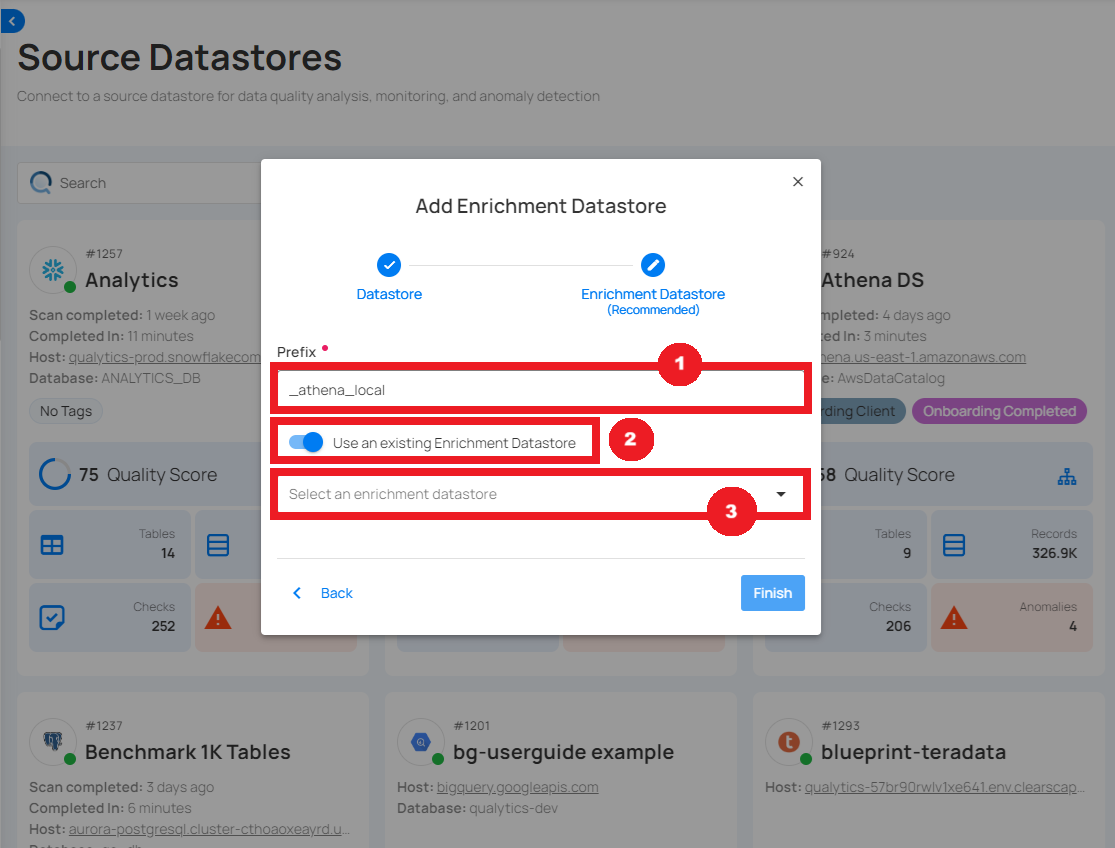 Source Datastores
Connect to a source datastore for data quality analysis, monitoring, and anomaly detection
Search
Add Enrichment Datastore
Datastore
Enrichment Datastore
(Recommended)
Prefix
1
_athena_local
2
Use an existing Enrichment Datastore
Select an enrichment datastore
3
Back
Finish
#1257
Analytics
Scan completed: 1 week ago
Completed In: 11 minutes
Host: qualytics-prod.snowflakecom
Database: ANALYTICS_DB
No Tags
75 Quality Score
Tables
14
Checks
252
#924
Athena DS
mpleted: 4 days ago
ed In: 3 minutes
hena.us-east-1.amazonaws.com
e: AwsDataCatalog
rding Client
Onboarding Completed
68 Quality Score
Tables
9
Records
326.9K
Checks
206
Anomalies
4
#1237
Benchmark 1K Tables
Scan completed: 3 days ago
Completed In: 6 minutes
Host: aurora-postgresql.cluster-cthoaoxeayrd.u...
#1201
bg-userguide example
Host: bigquery.googleapis.com
Database: qualytics-dev
#1293
blueprint-teradata
Host: qualytics-57br90rwlv1xe641.env.clearscap...